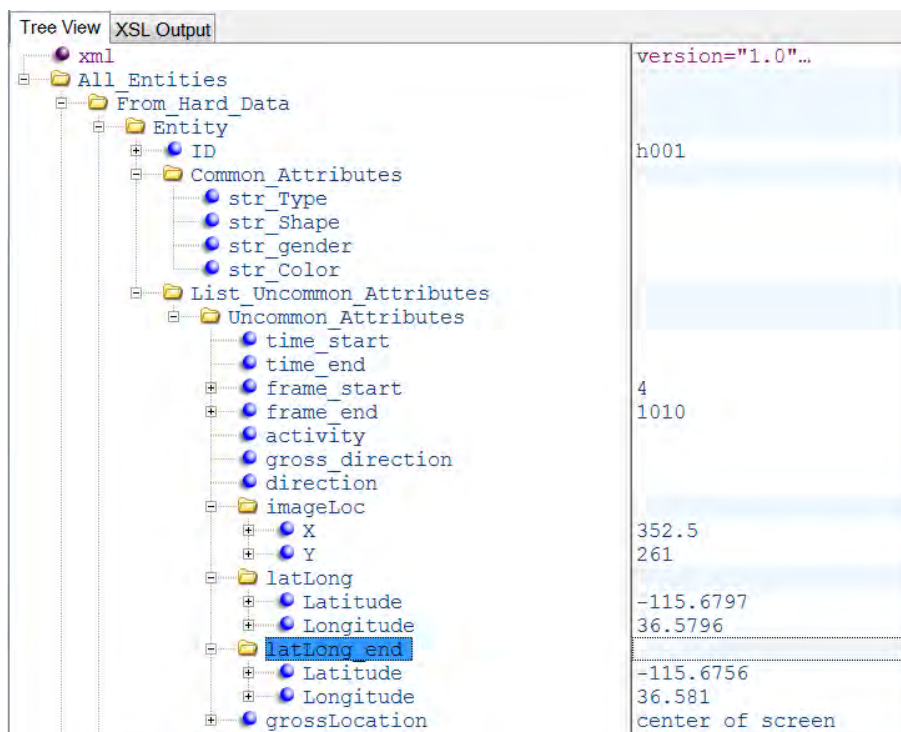 Tree View XSL Output
xml version="1.0"…
All_Entities
From_Hard_Data
Entity
ID h001
Common_Attributes
str_Type
str_Shape
str_gender
str_Color
List_Uncommon_Attributes
Uncommon_Attributes
time_start
time_end
frame_start 4
frame_end 1010
activity
gross_direction
direction
imageLoc
X 352.5
Y 261
latLong
Latitude -115.6797
Longitude 36.5796
latLong_end
Latitude -115.6756
Longitude 36.581
grossLocation center of screen